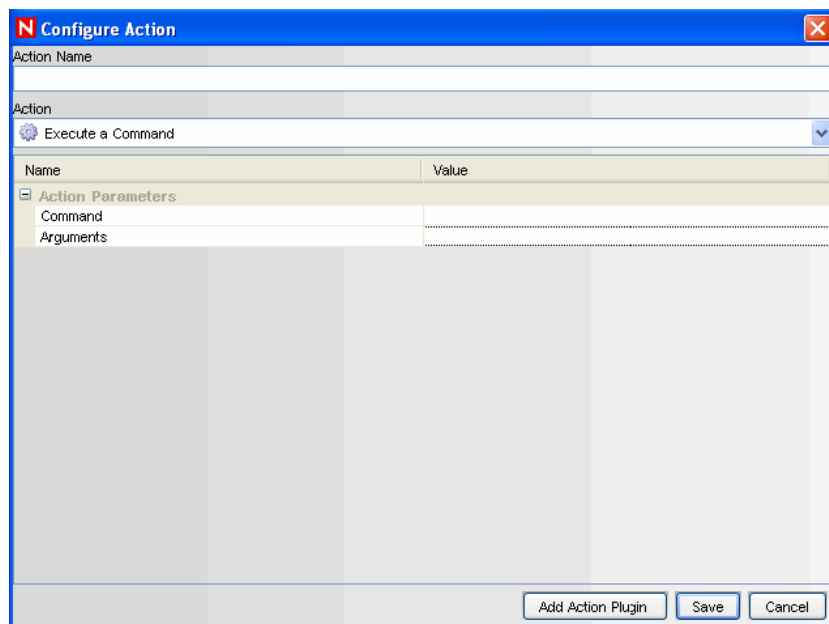 N Configure Action
Action Name
Action
Execute a Command
Name Value
Action Parameters
Command
Arguments
Add Action Plugin Save Cancel